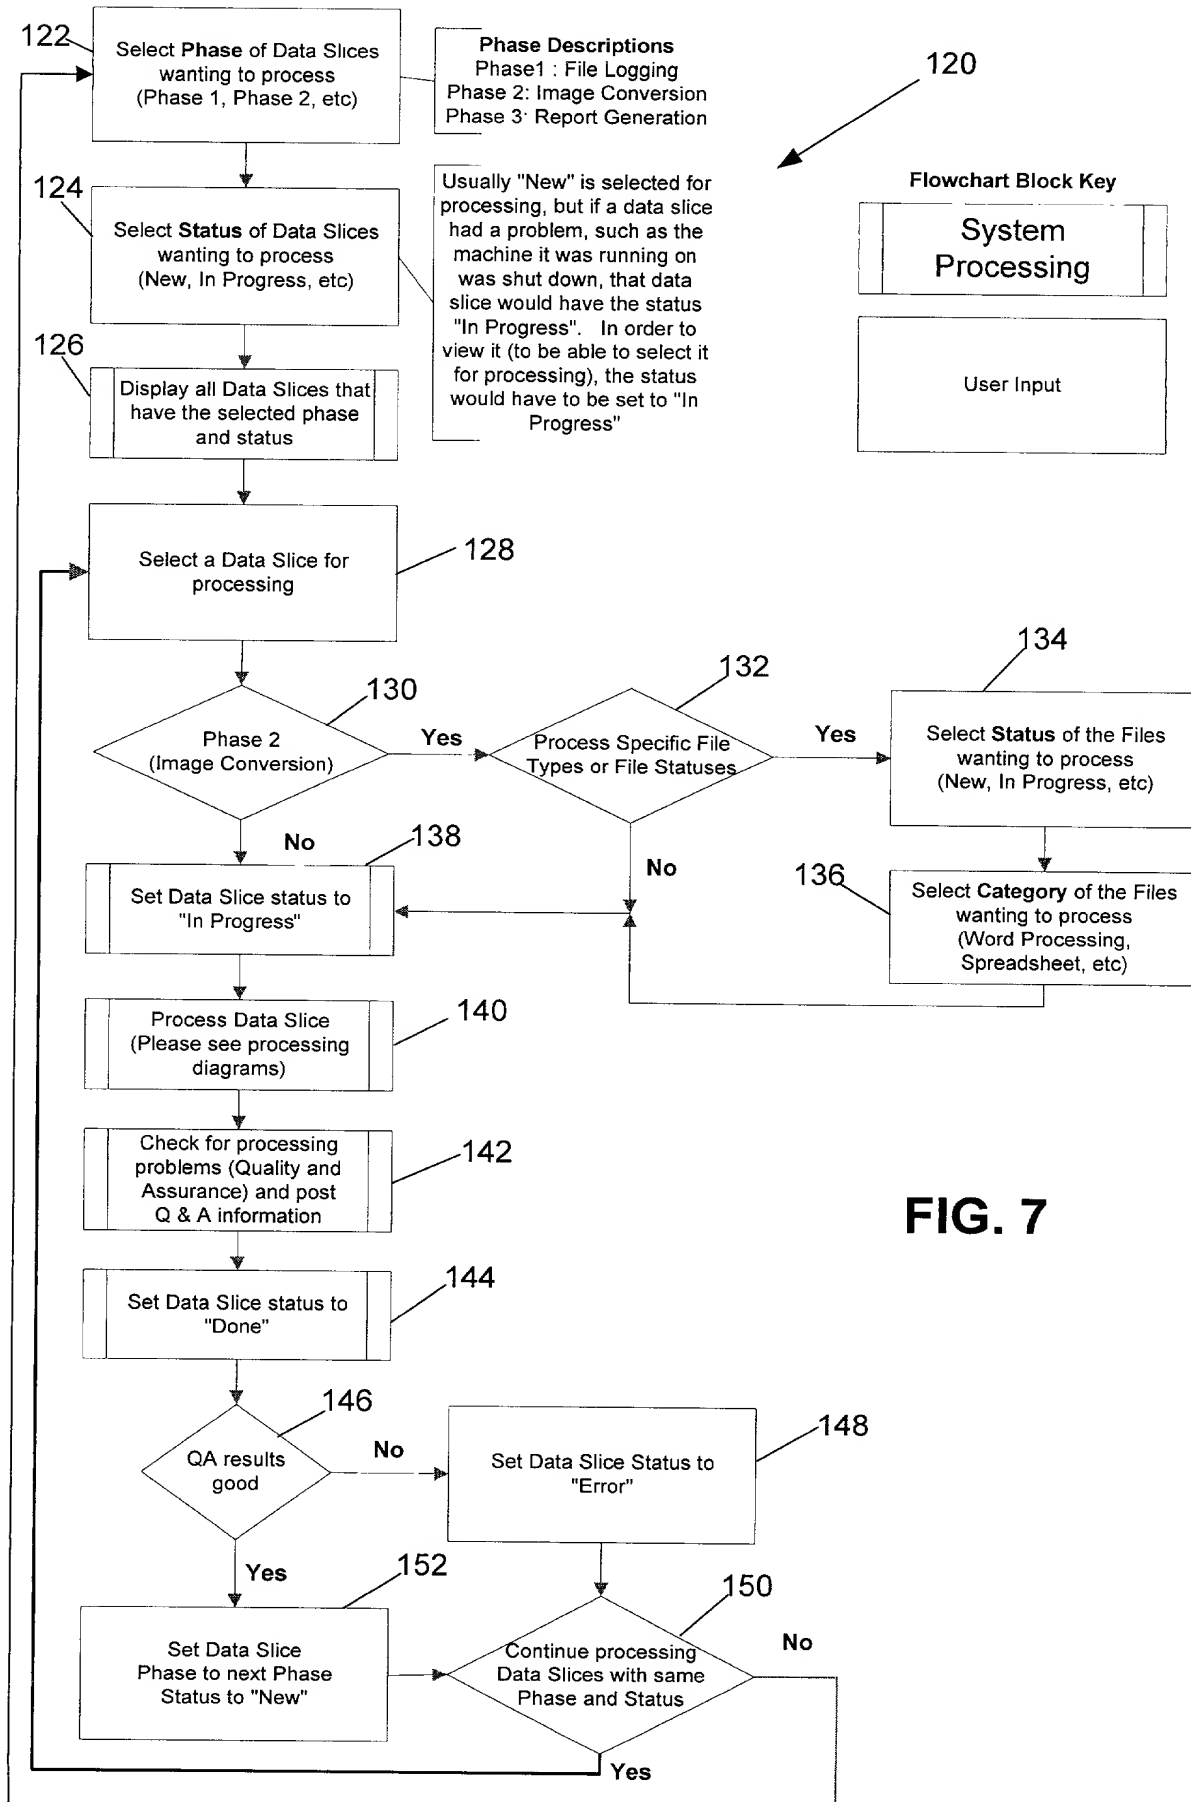 122
Select Phase of Data Slices
wanting to process
(Phase 1, Phase 2, etc)
Phase Descriptions
Phase1 : File Logging
Phase 2: Image Conversion
Phase 3: Report Generation
120
124
Select Status of Data Slices
wanting to process
(New, In Progress, etc)
Usually "New" is selected for
processing, but if a data slice
had a problem, such as the
machine it was running on
was shut down, that data
slice would have the status
"In Progress". In order to
view it (to be able to select it
for processing), the status
would have to be set to "In
Progress"
Flowchart Block Key
System
Processing
User Input
126
Display all Data Slices that
have the selected phase
and status
128
Select a Data Slice for
processing
130
Phase 2
(Image Conversion)
Yes
No
132
Process Specific File
Types or File Statuses
Yes
No
134
Select Status of the Files
wanting to process
(New, In Progress, etc)
136
Select Category of the Files
wanting to process
(Word Processing,
Spreadsheet, etc)
138
Set Data Slice status to
"In Progress"
140
Process Data Slice
(Please see processing
diagrams)
142
Check for processing
problems (Quality and
Assurance) and post
Q & A information
FIG. 7
144
Set Data Slice status to
"Done"
146
QA results
good
No
Yes
148
Set Data Slice Status to
"Error"
152
Set Data Slice
Phase to next Phase
Status to "New"
150
Continue processing
Data Slices with same
Phase and Status
No
Yes